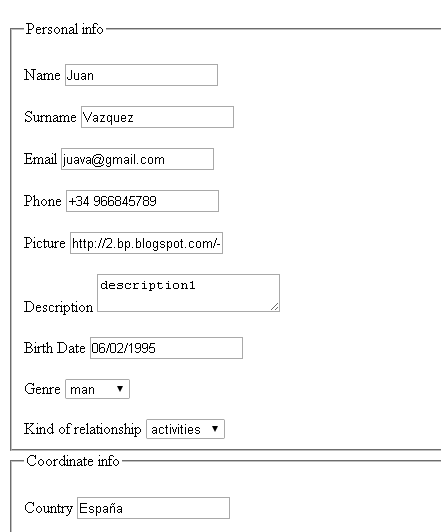 Personal info
Name Juan
Surname Vazquez
Email juava@gmail.com
Phone +34 966845789
Picture http://2.bp.blogspot.com/-
Description description1
Birth Date 06/02/1995
Genre man
Kind of relationship activities
Coordinate info
Country España